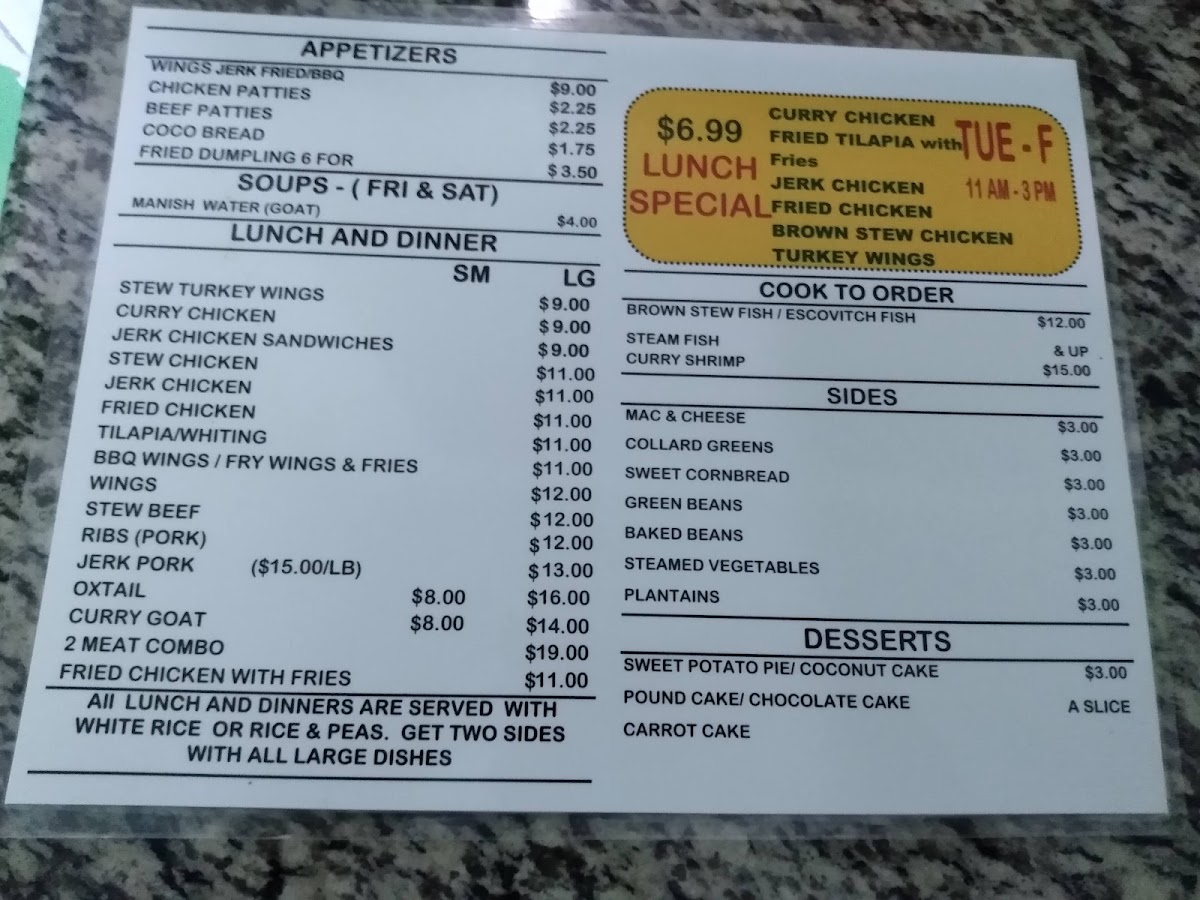 APPETIZERS
WINGS JERK FRIED/BBQ $9.00
CHICKEN PATTIES $2.25
BEEF PATTIES $2.25
COCO BREAD $1.75
FRIED DUMPLING 6 FOR $3.50
SOUPS - ( FRI & SAT)
MANISH WATER (GOAT) $4.00
LUNCH AND DINNER
SM LG
STEW TURKEY WINGS $9.00
CURRY CHICKEN $9.00
JERK CHICKEN SANDWICHES $9.00
STEW CHICKEN $11.00
JERK CHICKEN $11.00
FRIED CHICKEN $11.00
TILAPIA/WHITING $11.00
BBQ WINGS / FRY WINGS & FRIES $11.00
WINGS $12.00
STEW BEEF $12.00
RIBS (PORK) $12.00
JERK PORK ($15.00/LB) $13.00
OXTAIL $8.00 $16.00
CURRY GOAT $8.00 $14.00
2 MEAT COMBO $19.00
FRIED CHICKEN WITH FRIES $11.00
All LUNCH AND DINNERS ARE SERVED WITH
WHITE RICE OR RICE & PEAS. GET TWO SIDES
WITH ALL LARGE DISHES
$6.99
LUNCH
SPECIAL
CURRY CHICKEN
FRIED TILAPIA with
Fries
JERK CHICKEN
FRIED CHICKEN
BROWN STEW CHICKEN
TURKEY WINGS
TUE - F
11 AM - 3 PM
COOK TO ORDER
BROWN STEW FISH / ESCOVITCH FISH $12.00
STEAM FISH & UP
CURRY SHRIMP $15.00
SIDES
MAC & CHEESE $3.00
COLLARD GREENS $3.00
SWEET CORNBREAD $3.00
GREEN BEANS $3.00
BAKED BEANS $3.00
STEAMED VEGETABLES $3.00
PLANTAINS $3.00
DESSERTS
SWEET POTATO PIE/ COCONUT CAKE $3.00
POUND CAKE/ CHOCOLATE CAKE A SLICE
CARROT CAKE